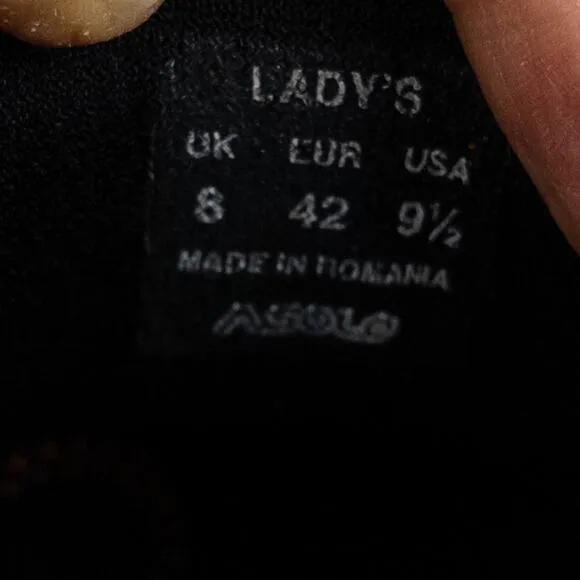 LADY'S
UK EUR USA
8 42 9½
MADE IN ROMANIA
ASOLO